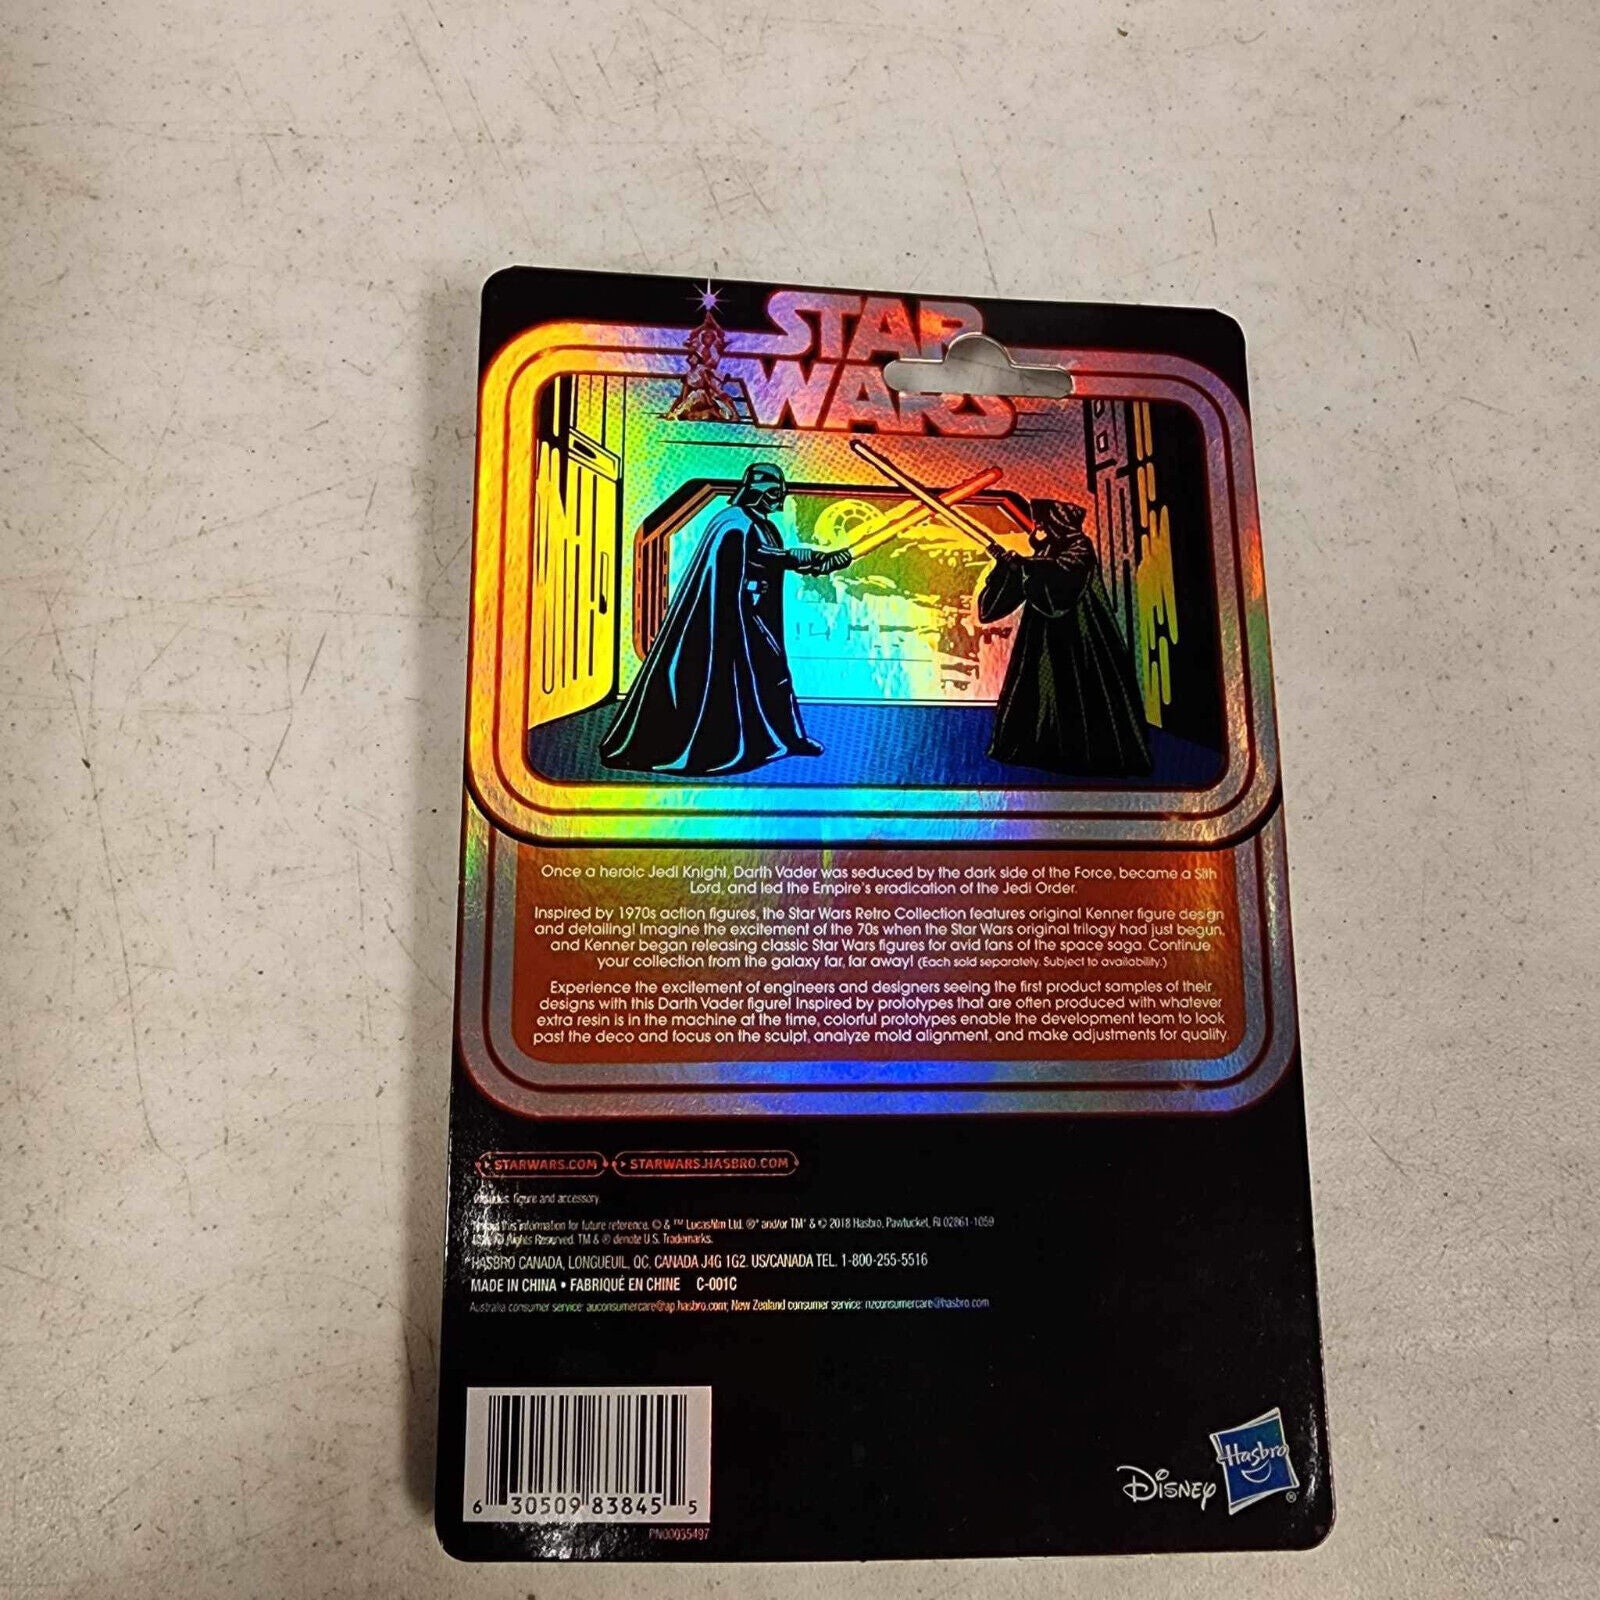 STAR
WARS
Once a heroic Jedi Knight, Darth Vader was seduced by the dark side of the Force, became a Sith
Lord, and led the Empire's eradication of the Jedi Order.
Inspired by 1970s action figures, the Star Wars Retro Collection features original Kenner figure design
and detailing! Imagine the excitement of the 70s when the Star Wars original trilogy had just begun,
and Kenner began releasing classic Star Wars figures for avid fans of the space saga. Continue
your collection from the galaxy far, far away! (Each sold separately. Subject to availability.)
Experience the excitement of engineers and designers seeing the first product samples of their
designs with this Darth Vader figure! Inspired by prototypes that are often produced with whatever
extra resin is in the machine at the time, colorful prototypes enable the development team to look
past the deco and focus on the sculpt, analyze mold alignment, and make adjustments for quality.
STARWARS.COM STARWARS.HASBRO.COM
figure and accessory.
this information for future reference. © & ™ Lucasfilm Ltd. ®* and/or TM* & © 2018 Hasbro, Pawtucket, RI 02861-1059
Rights Reserved. TM & ® denote U.S. Trademarks.
*HASBRO CANADA, LONGUEUIL, QC, CANADA J4G 1G2. US/CANADA TEL. 1-800-255-5516
MADE IN CHINA • FABRIQUÉ EN CHINE C-001C
Australia consumer service: auconsumercare@ap.hasbro.com; New Zealand consumer service: nzconsumercare@hasbro.com
6 30509 83845 5
PN00035497
Disney
Hasbro
®